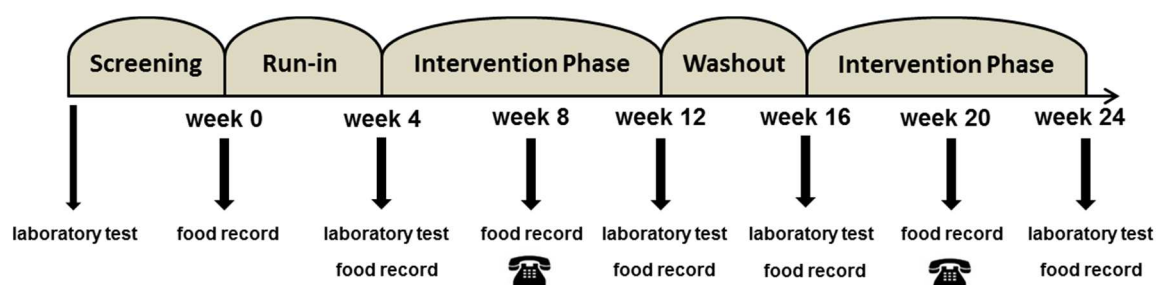 Screening Run-in Intervention Phase Washout Intervention Phase
week 0 week 4 week 8 week 12 week 16 week 20 week 24
laboratory test food record laboratory test food record laboratory test laboratory test food record laboratory test
food record food record food record food record